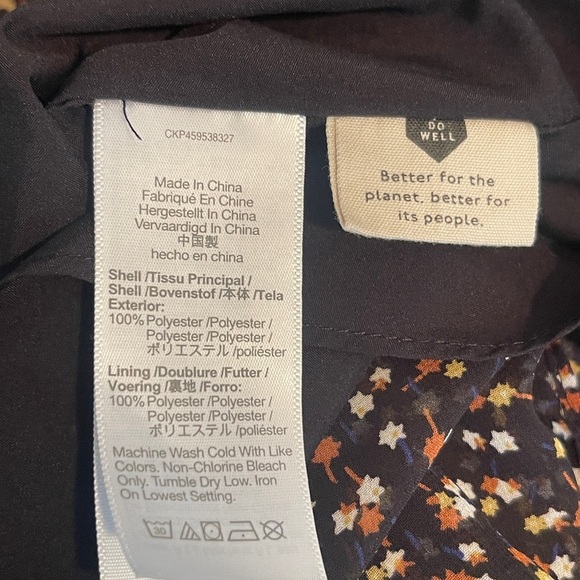 CKP459538327
Made In China
Fabriqué En Chine
Hergestellt In China
Vervaardigd In China
中国製
hecho en china
Shell /Tissu Principal /
Shell /Bovenstof /本体 /Tela
Exterior:
100% Polyester /Polyester /
Polyester /Polyester /
ポリエステル /poliéster
Lining /Doublure /Futter /
Voering /裏地 /Forro:
100% Polyester /Polyester /
Polyester /Polyester /
ポリエステル /poliéster
Machine Wash Cold With Like
Colors. Non-Chlorine Bleach
Only. Tumble Dry Low. Iron
On Lowest Setting.
30
DO
WELL
Better for the
planet, better for
its people.